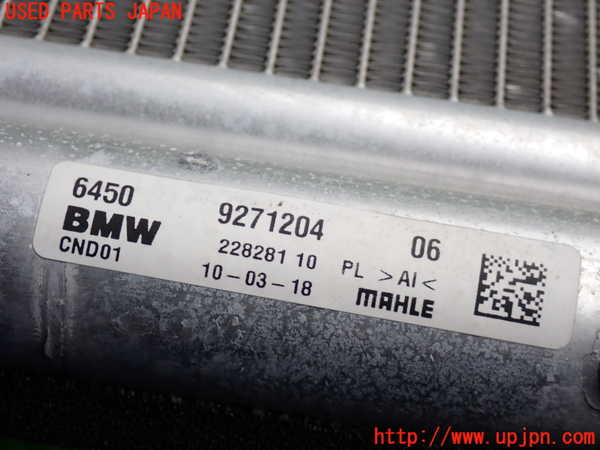 USED PARTS JAPAN
6450 9271204 06
BMW 228281 10 PL >Al<
CND01 10-03-18 MAHLE
http://www.upjpn.com/